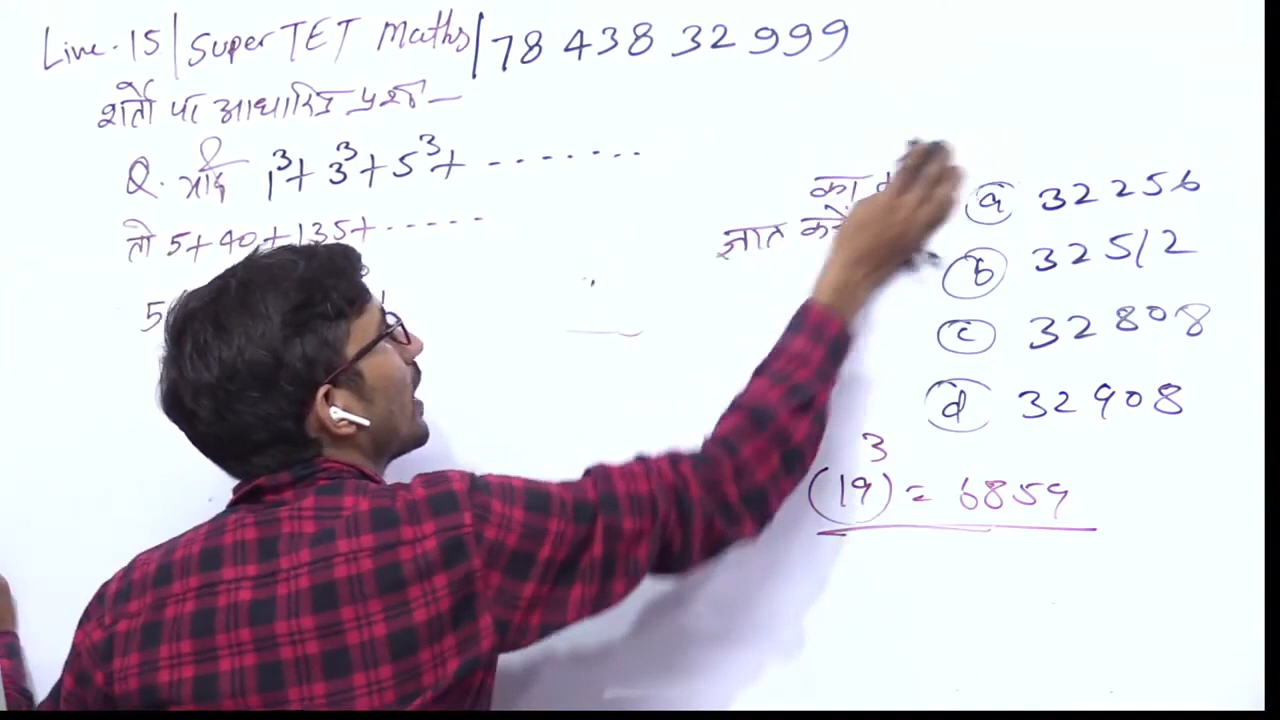 Line-15 | Super TET Maths | 78 438 32 999
शर्तो पर आधारित प्रश्न —
Q. यदि 1³ + 3³ + 5³ + --------
का
तो 5 + 40 + 135 + -----
ज्ञात करें
5
(a) 32256
(b) 32512
(c) 32808
(d) 32908
(19)³ = 6859